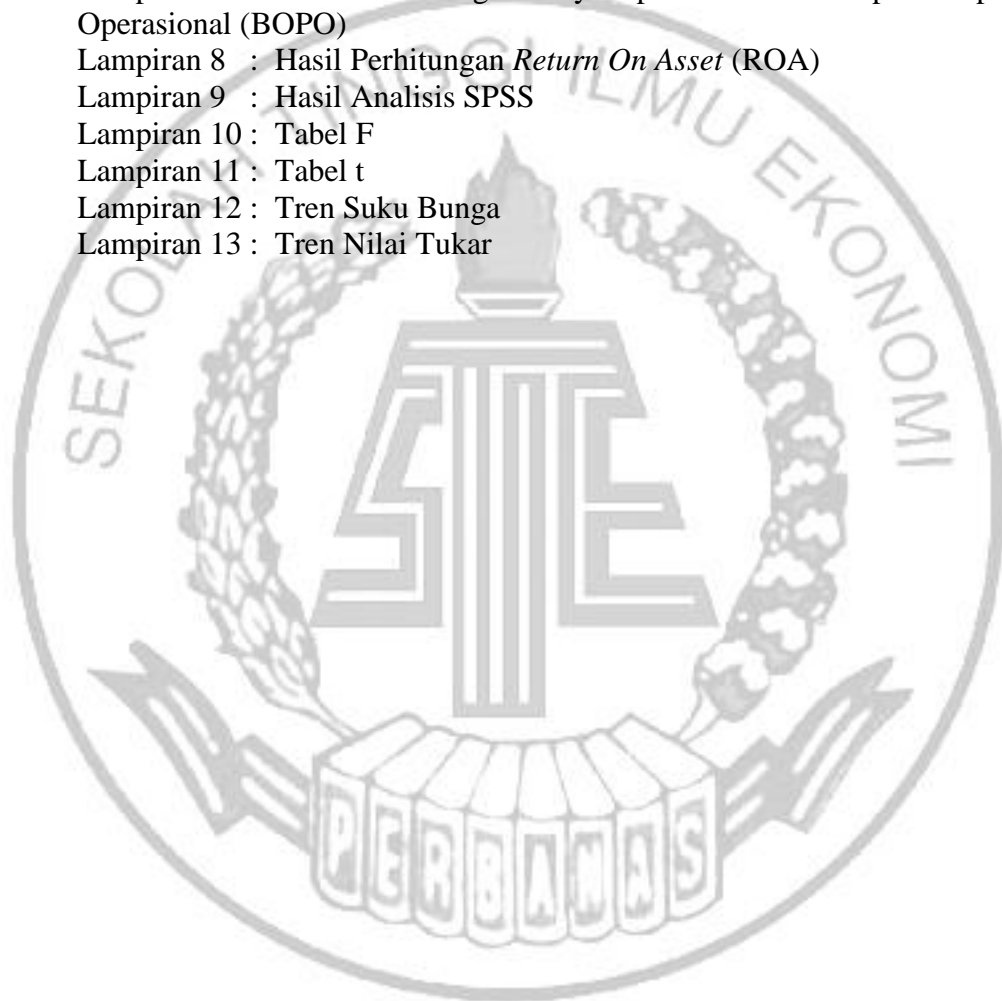 Operasional (BOPO)
Lampiran 8 : Hasil Perhitungan Return On Asset (ROA)
Lampiran 9 : Hasil Analisis SPSS
Lampiran 10 : Tabel F
Lampiran 11 : Tabel t
Lampiran 12 : Tren Suku Bunga
Lampiran 13 : Tren Nilai Tukar
SEKOLAH TINGGI ILMU EKONOMI
STIE
PERBANAS